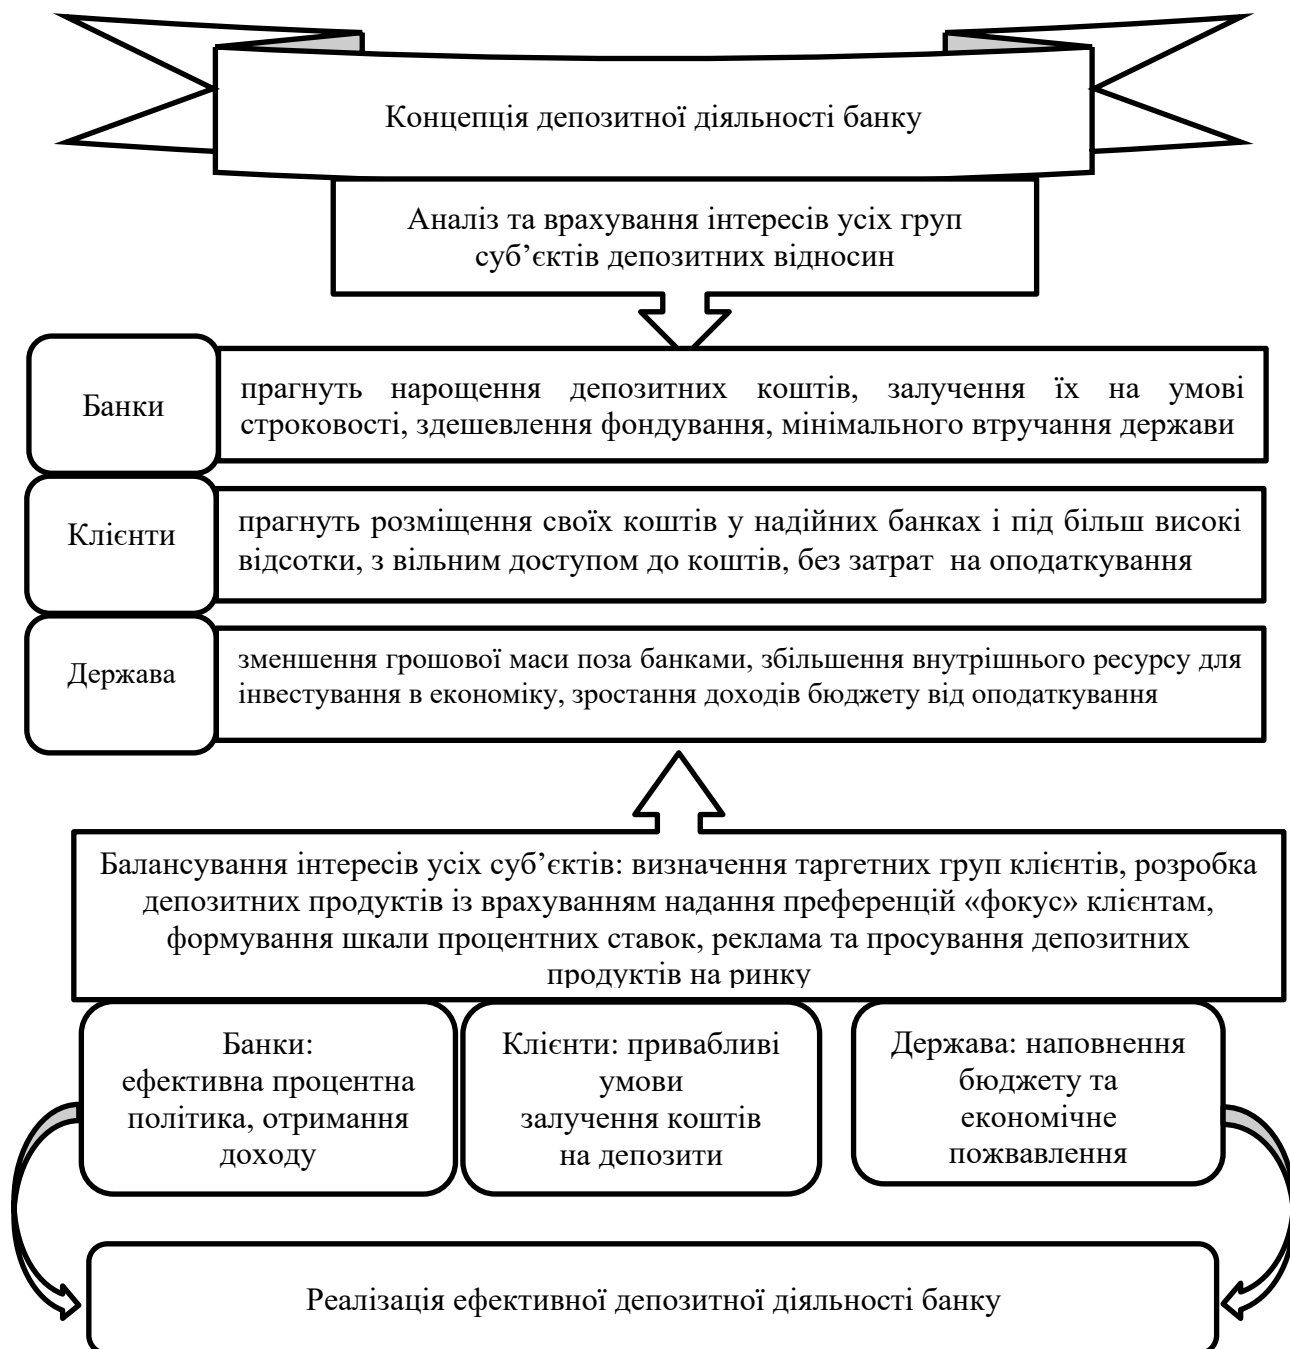 Концепція депозитної діяльності банку
Аналіз та врахування інтересів усіх груп
суб’єктів депозитних відносин
Банки
прагнуть нарощення депозитних коштів, залучення їх на умові
строковості, здешевлення фондування, мінімального втручання держави
Клієнти
прагнуть розміщення своїх коштів у надійних банках і під більш високі
відсотки, з вільним доступом до коштів, без затрат на оподаткування
Держава
зменшення грошової маси поза банками, збільшення внутрішнього ресурсу для
інвестування в економіку, зростання доходів бюджету від оподаткування
Балансування інтересів усіх суб’єктів: визначення таргетних груп клієнтів, розробка
депозитних продуктів із врахуванням надання преференцій «фокус» клієнтам,
формування шкали процентних ставок, реклама та просування депозитних
продуктів на ринку
Банки:
ефективна процентна
політика, отримання
доходу
Клієнти: привабливі
умови
залучення коштів
на депозити
Держава: наповнення
бюджету та
економічне
пожвавлення
Реалізація ефективної депозитної діяльності банку